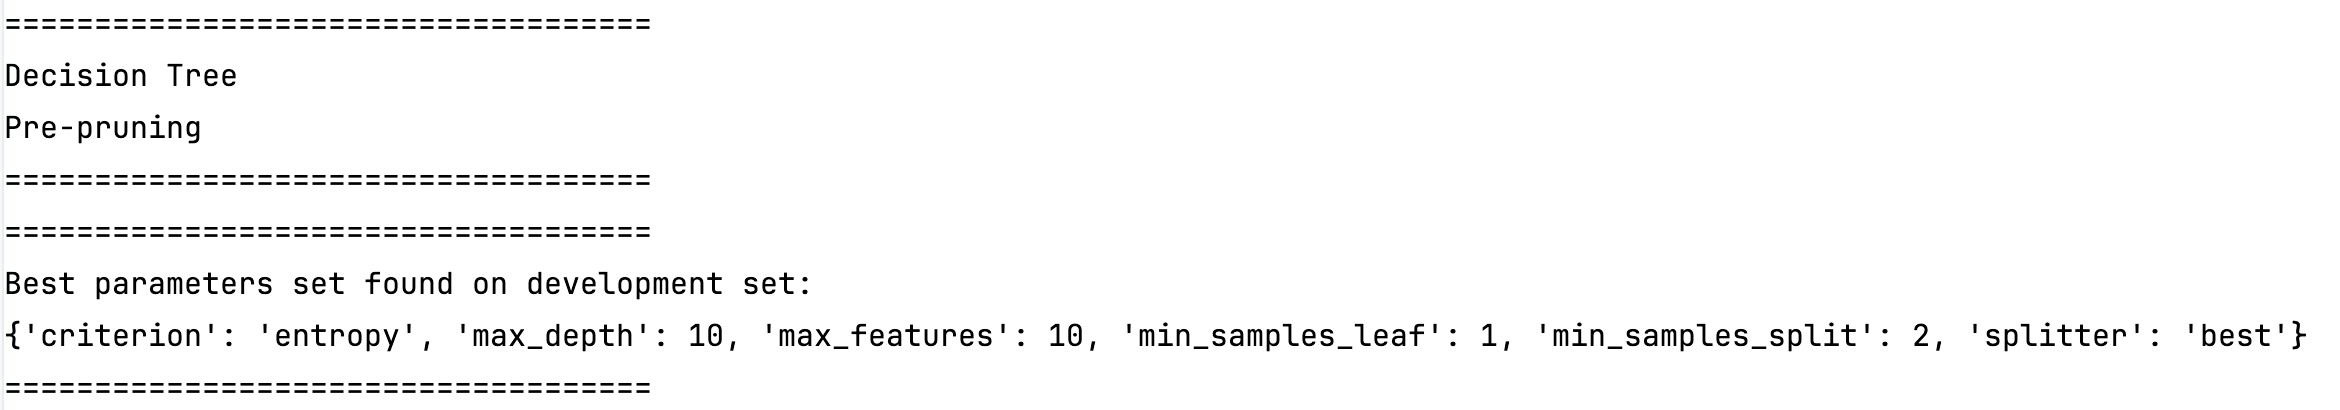 ====================================
Decision Tree
Pre-pruning
====================================
====================================
Best parameters set found on development set:
{'criterion': 'entropy', 'max_depth': 10, 'max_features': 10, 'min_samples_leaf': 1, 'min_samples_split': 2, 'splitter': 'best'}
====================================